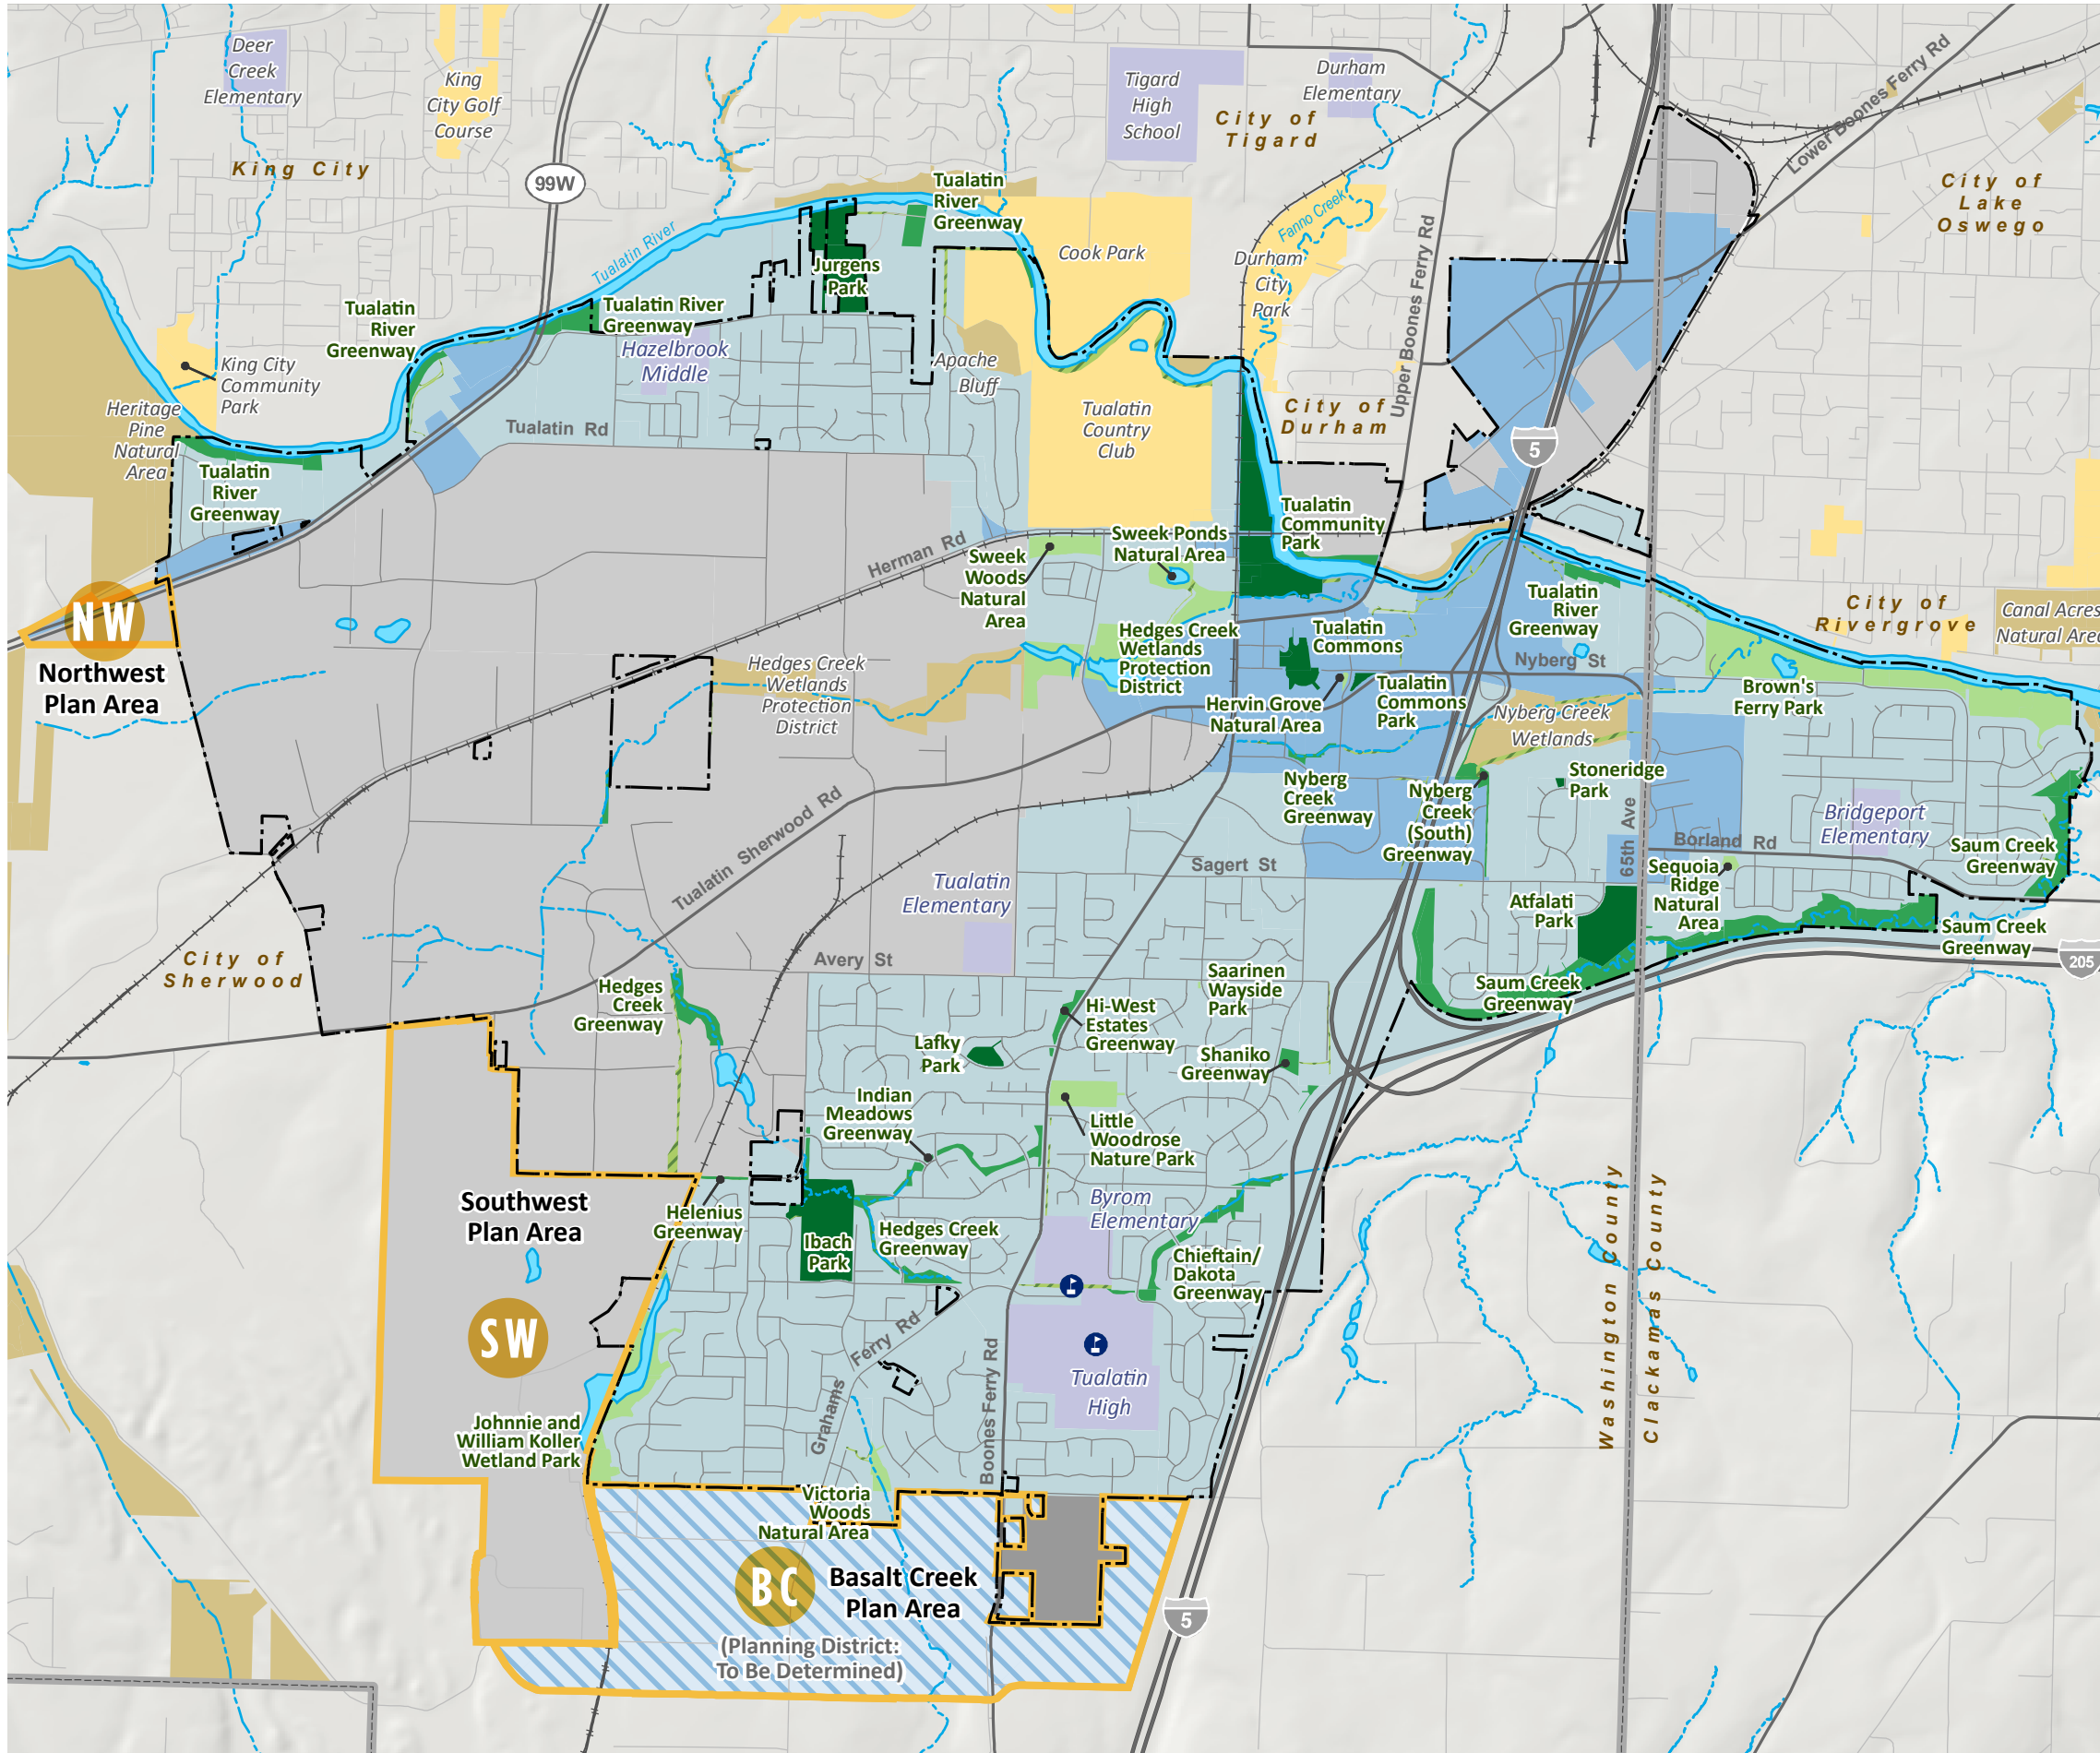 Deer
Creek
Elementary
King
City Golf
Course
Tigard
High
School
Durham
Elementary
City of
Tigard
Lower Boones Ferry Rd
King City
99W
City of
Lake
Oswego
Tualatin
River
Greenway
Tualatin River
Cook Park
Fanno Creek
Durham
City
Park
Upper Boones Ferry Rd
Jurgens
Park
Tualatin
River
Greenway
Tualatin River
Greenway
Hazelbrook
Middle
King City
Community
Park
Apache
Bluff
Heritage
Pine
Natural
Area
Tualatin Rd
Tualatin
Country
Club
City of
Durham
5
Tualatin
River
Greenway
Tualatin
Community
Park
Herman Rd
Sweek Ponds
Natural Area
Sweek
Woods
Natural
Area
NW
Northwest
Plan Area
Tualatin
River
Greenway
City of
Rivergrove
Canal Acres
Natural Area
Hedges Creek
Wetlands
Protection
District
Tualatin
Commons
Nyberg St
Hedges Creek
Wetlands
Protection
District
Hervin Grove
Natural Area
Tualatin
Commons
Park
Nyberg Creek
Wetlands
Brown's
Ferry Park
Nyberg
Creek
Greenway
Nyberg
Creek
(South)
Greenway
Stoneridge
Park
65th Ave
Bridgeport
Elementary
Borland Rd
Saum Creek
Greenway
Tualatin Sherwood Rd
Sagert St
Sequoia
Ridge
Natural
Area
Tualatin
Elementary
Atfalati
Park
Saum Creek
Greenway
205
City of
Sherwood
Avery St
Hedges
Creek
Greenway
Saarinen
Wayside
Park
Saum Creek
Greenway
Hi-West
Estates
Greenway
Lafky
Park
Shaniko
Greenway
Indian
Meadows
Greenway
Little
Woodrose
Nature Park
Southwest
Plan Area
Helenius
Greenway
Byrom
Elementary
Washington County
Clackamas County
Ibach
Park
Hedges Creek
Greenway
Chieftain/
Dakota
Greenway
SW
Grahams Ferry Rd
Boones Ferry Rd
Tualatin
High
Johnnie and
William Koller
Wetland Park
Victoria
Woods
Natural Area
BC
Basalt Creek
Plan Area
(Planning District:
To Be Determined)
5